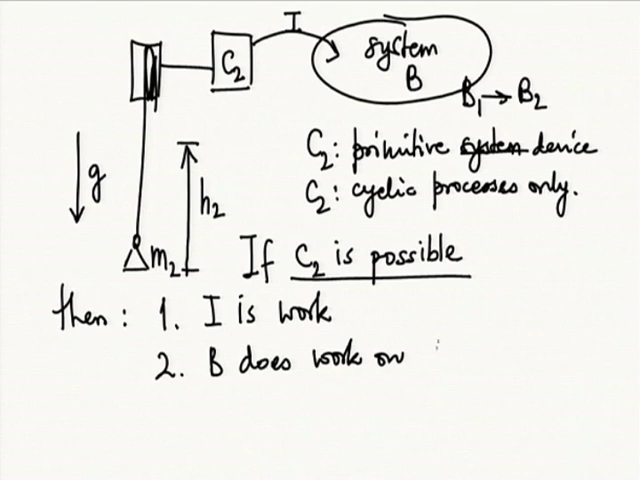 I
C₂
system
B
B₁→B₂
g
h₂
m₂
C₂: primitive system device
C₂: cyclic processes only.
If C₂ is possible
then: 1. I is work
2. B does work on